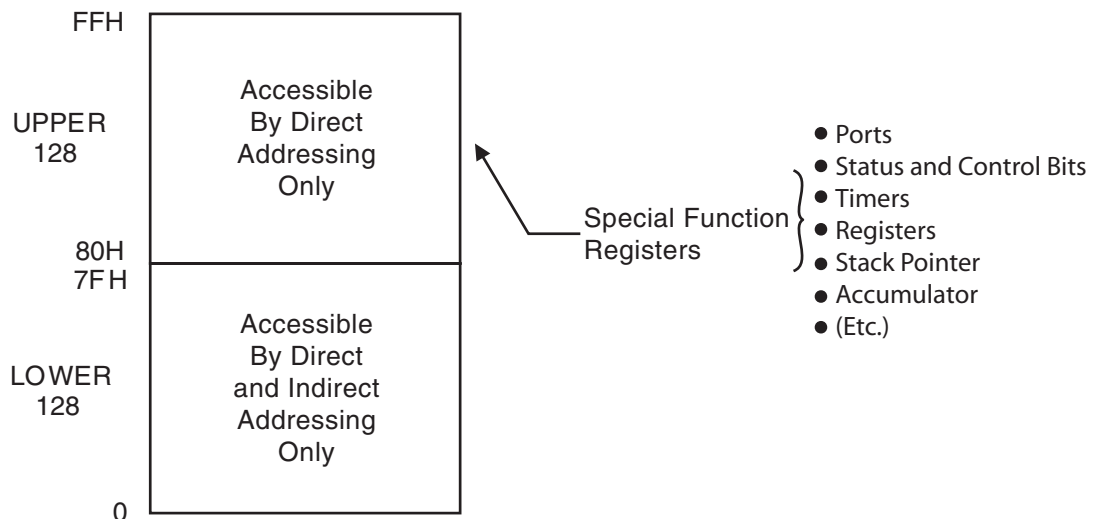 FFH
UPPER
128
80H
7FH
LOWER
128
0
Accessible
By Direct
Addressing
Only
Accessible
By Direct
and Indirect
Addressing
Only
Special Function
Registers
● Ports
● Status and Control Bits
● Timers
● Registers
● Stack Pointer
● Accumulator
● (Etc.)